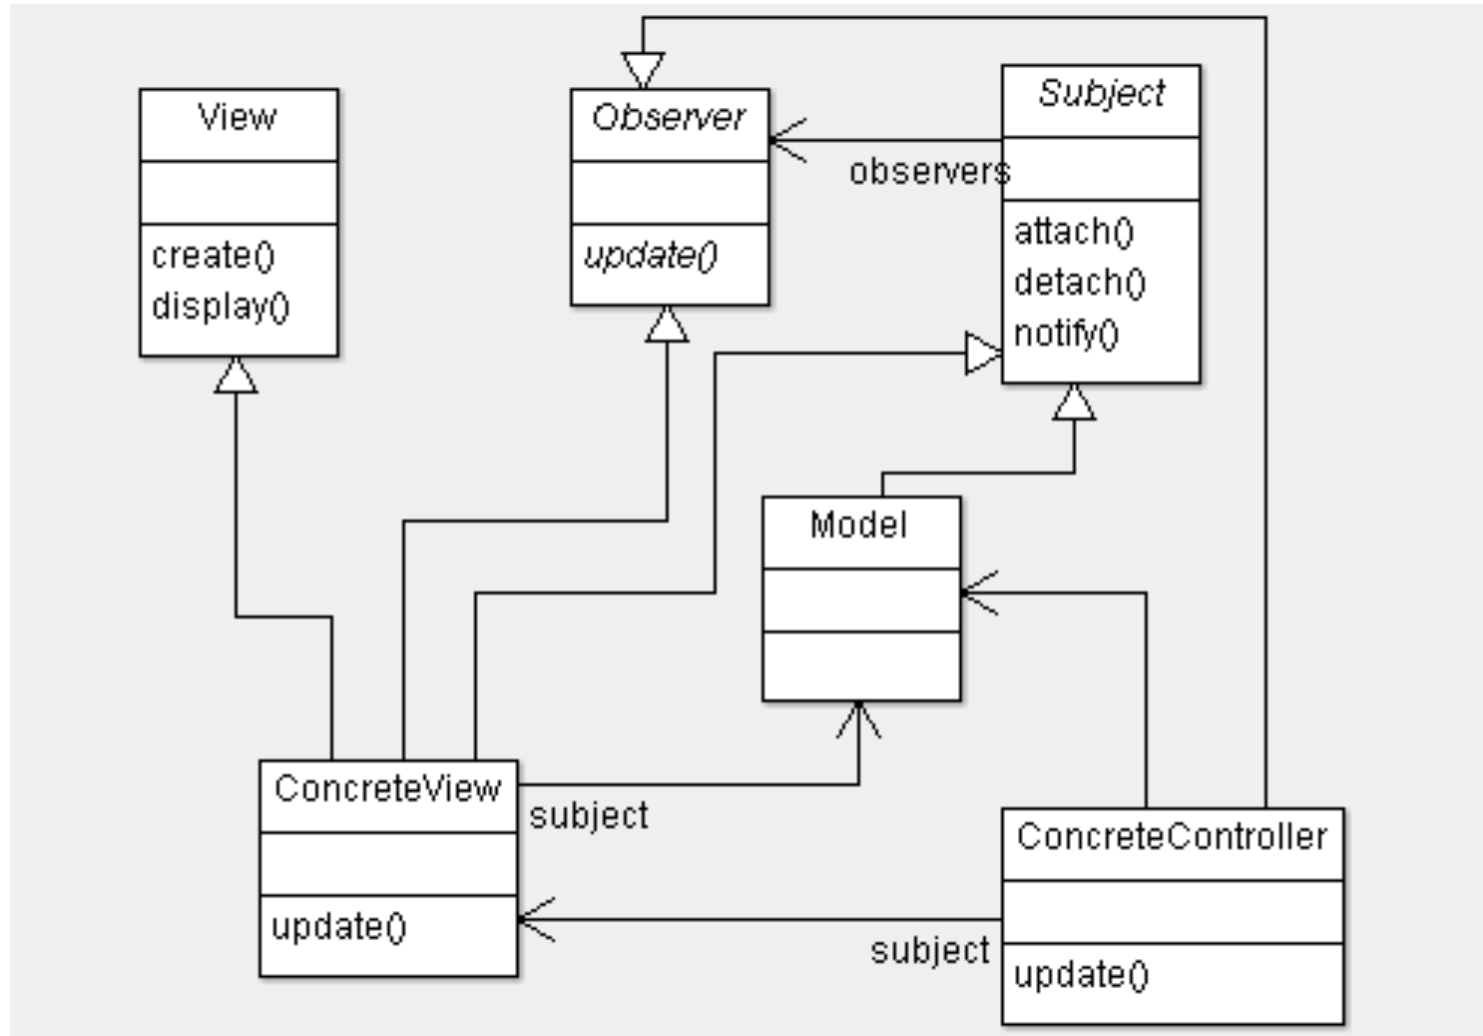 View
create()
display()
Observer
update()
observers
Subject
attach()
detach()
notify()
Model
ConcreteView
update()
subject
subject
ConcreteController
update()